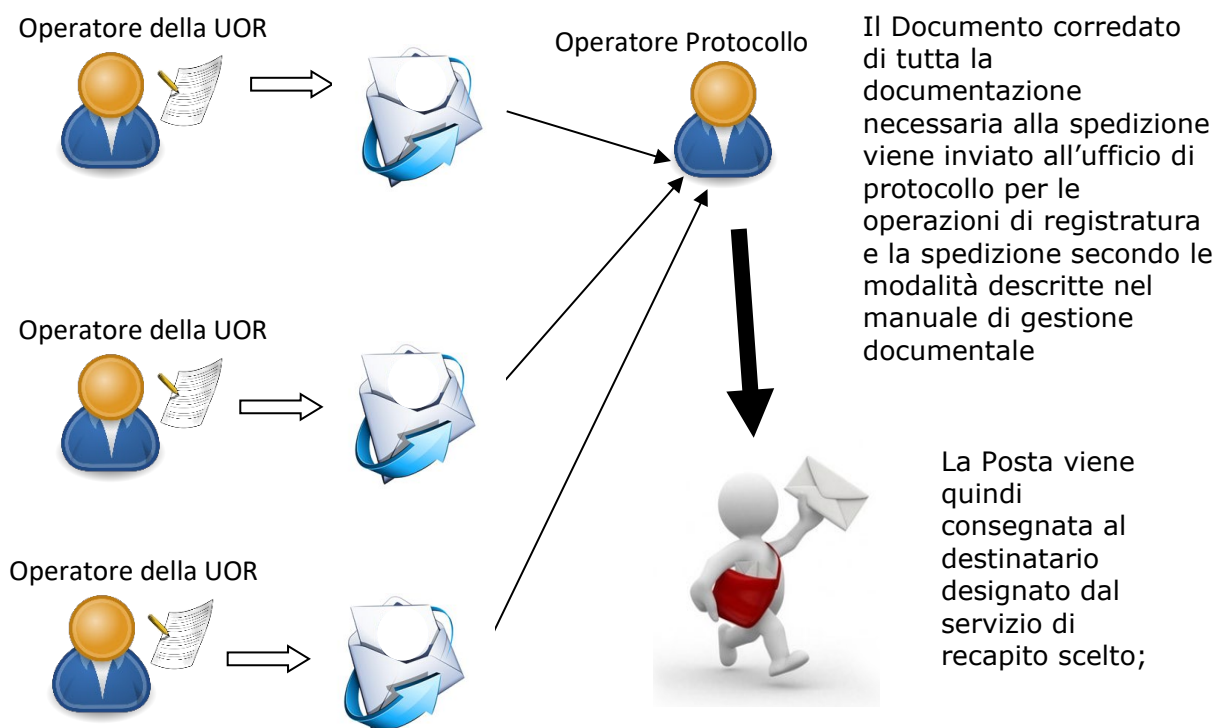 Operatore della UOR
Operatore Protocollo
Il Documento corredato
di tutta la
documentazione
necessaria alla spedizione
viene inviato all’ufficio di
protocollo per le
operazioni di registratura
e la spedizione secondo le
modalità descritte nel
manuale di gestione
documentale
Operatore della UOR
La Posta viene
quindi
consegnata al
destinatario
designato dal
servizio di
recapito scelto;
Operatore della UOR